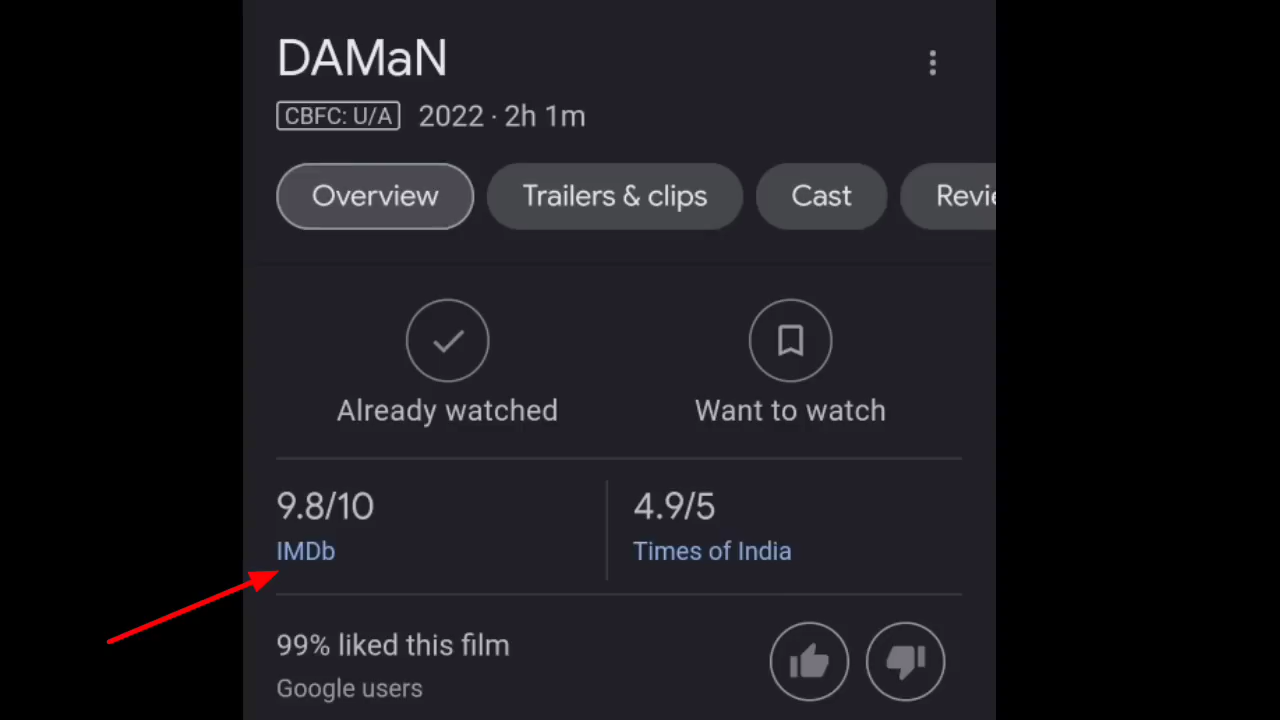 DAMaN
CBFC: U/A 2022 · 2h 1m
Overview Trailers & clips Cast Revie
Already watched Want to watch
9.8/10 4.9/5
IMDb Times of India
99% liked this film
Google users